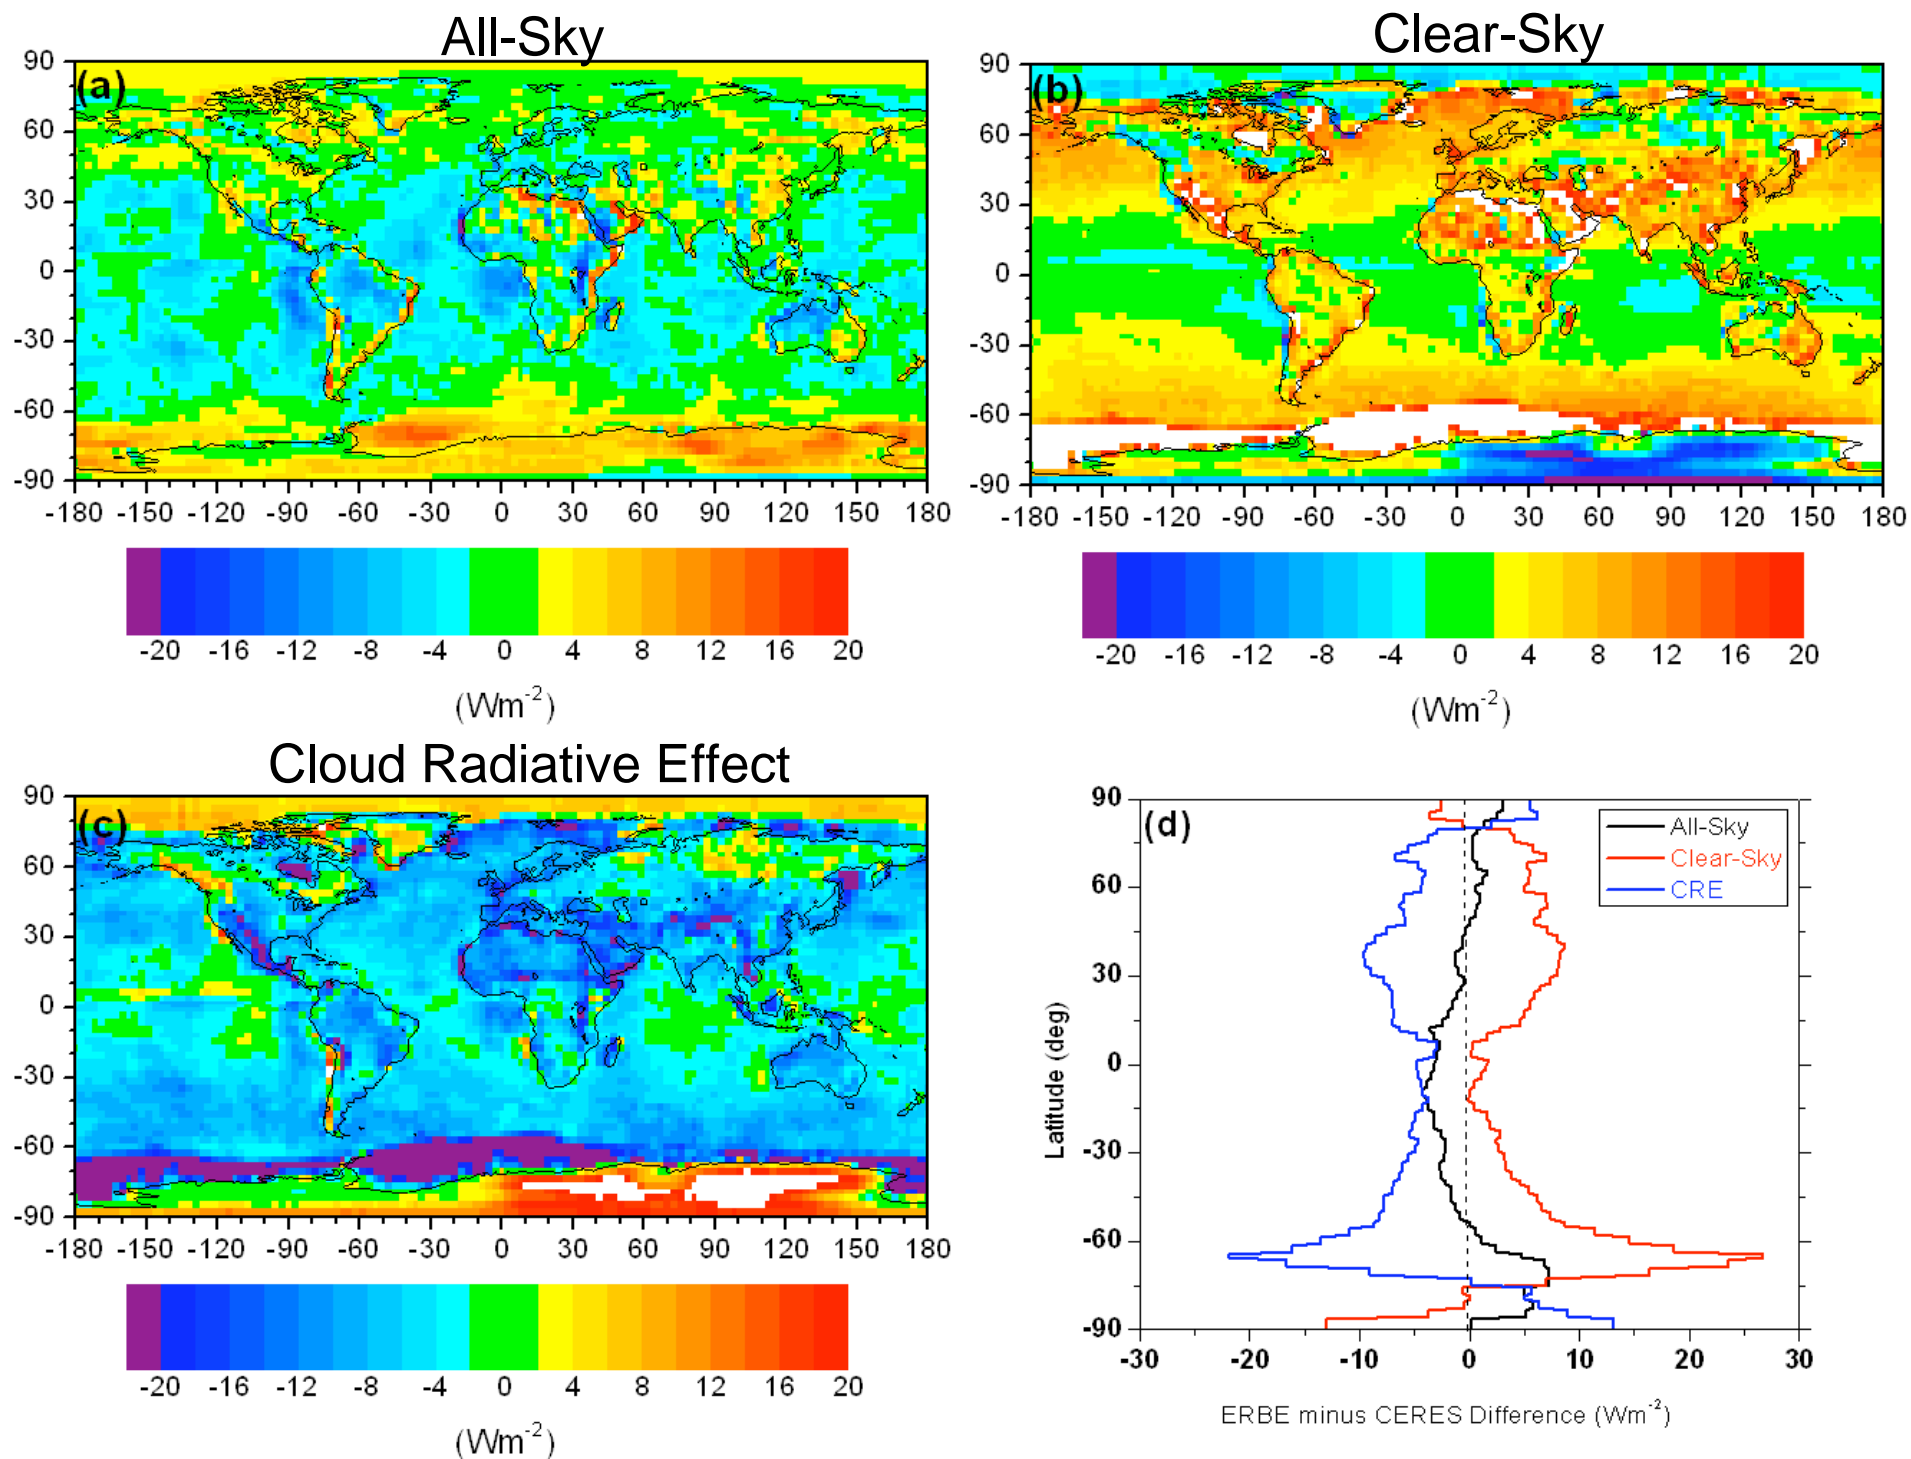 All-Sky
(a)
90
60
30
0
-30
-60
-90
-180 -150 -120 -90 -60 -30 0 30 60 90 120 150 180
-20 -16 -12 -8 -4 0 4 8 12 16 20
(Wm-2)
Clear-Sky
(b)
90
60
30
0
-30
-60
-90
-180 -150 -120 -90 -60 -30 0 30 60 90 120 150 180
-20 -16 -12 -8 -4 0 4 8 12 16 20
(Wm-2)
Cloud Radiative Effect
(c)
90
60
30
0
-30
-60
-90
-180 -150 -120 -90 -60 -30 0 30 60 90 120 150 180
-20 -16 -12 -8 -4 0 4 8 12 16 20
(Wm-2)
(d)
All-Sky
Clear-Sky
CRE
Latitude (deg)
90
60
30
0
-30
-60
-90
-30 -20 -10 0 10 20 30
ERBE minus CERES Difference (Wm-2)